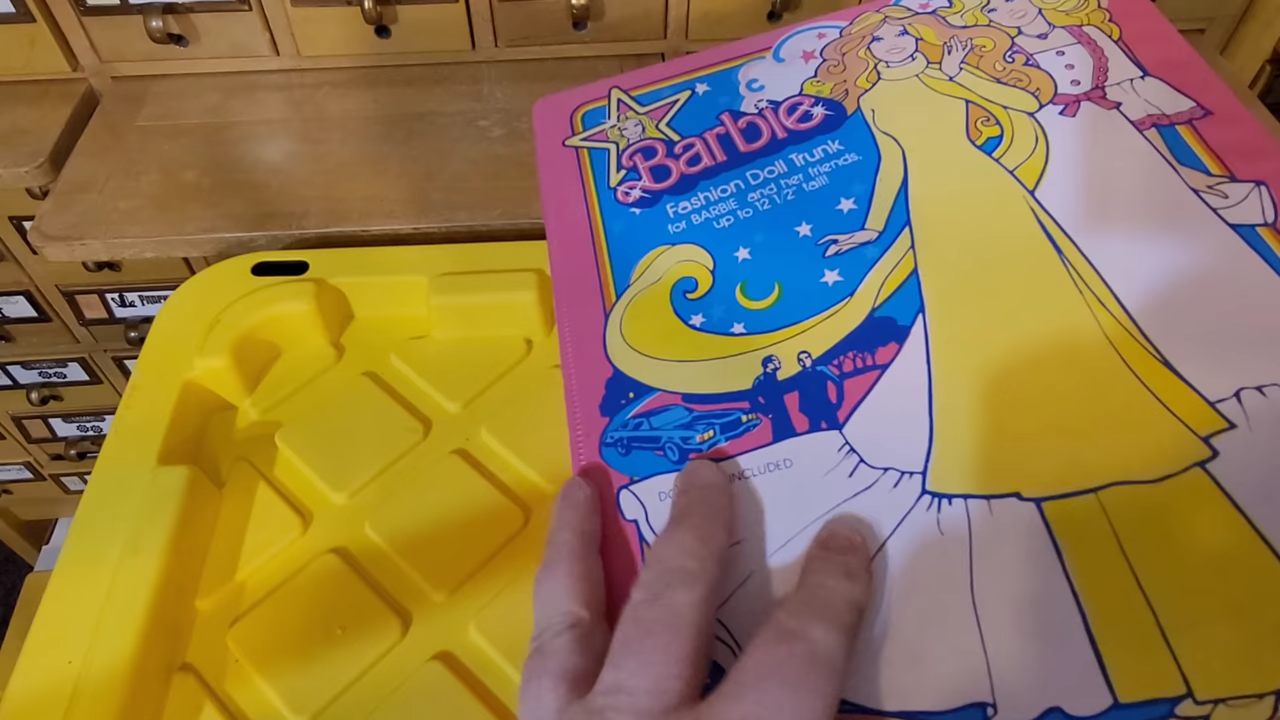 Barbie
Fashion Doll Trunk
for BARBIE and her friends,
up to 12 1/2" tall!
INCLUDED